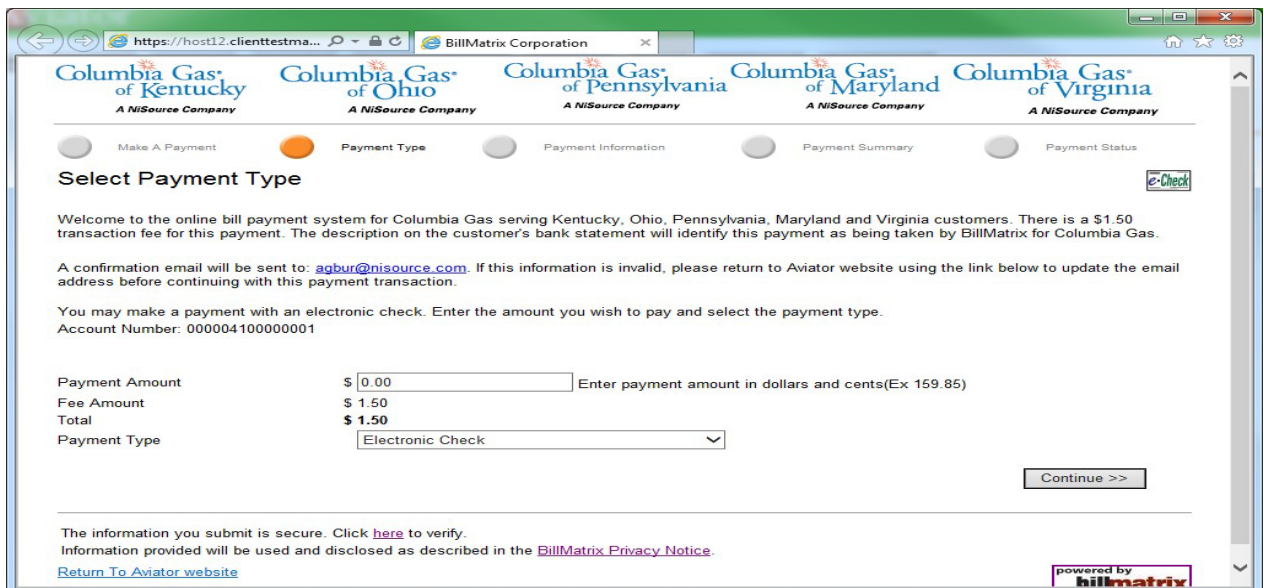 https://host12.clienttestma...
BillMatrix Corporation
Columbia Gas of Kentucky
A NiSource Company
Columbia Gas of Ohio
A NiSource Company
Columbia Gas of Pennsylvania
A NiSource Company
Columbia Gas of Maryland
A NiSource Company
Columbia Gas of Virginia
A NiSource Company
Make A Payment Payment Type Payment Information Payment Summary Payment Status
Select Payment Type
e-Check
Welcome to the online bill payment system for Columbia Gas serving Kentucky, Ohio, Pennsylvania, Maryland and Virginia customers. There is a $1.50
transaction fee for this payment. The description on the customer's bank statement will identify this payment as being taken by BillMatrix for Columbia Gas.
A confirmation email will be sent to: agbur@nisource.com. If this information is invalid, please return to Aviator website using the link below to update the email
address before continuing with this payment transaction.
You may make a payment with an electronic check. Enter the amount you wish to pay and select the payment type.
Account Number: 000004100000001
Payment Amount $ 0.00 Enter payment amount in dollars and cents(Ex 159.85)
Fee Amount $ 1.50
Total $ 1.50
Payment Type Electronic Check
Continue >>
The information you submit is secure. Click here to verify.
Information provided will be used and disclosed as described in the BillMatrix Privacy Notice.
Return To Aviator website
powered by
billmatrix